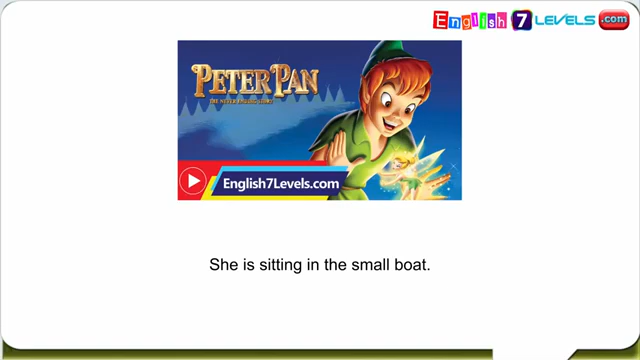 English 7 LEVELS .com
PETER PAN
English7Levels.com
She is sitting in the small boat.